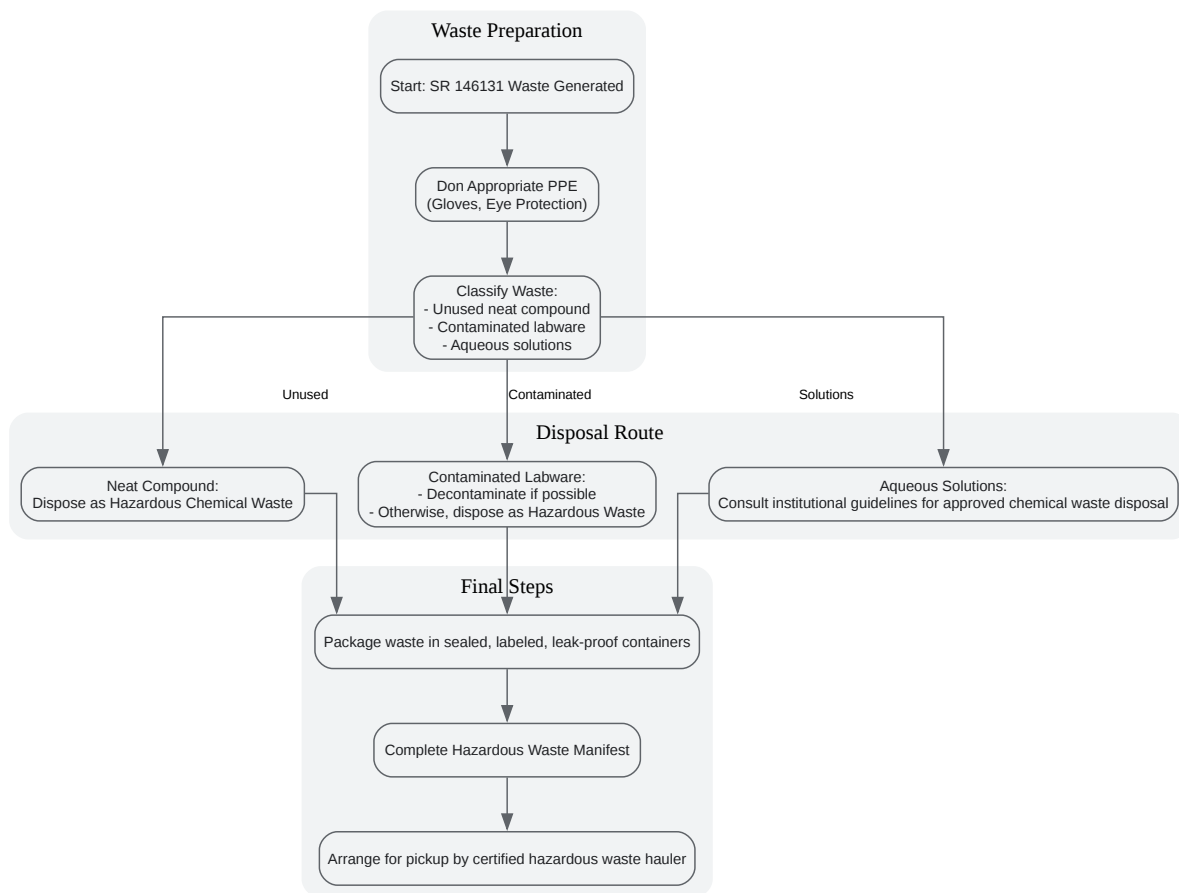 Waste Preparation
Start: SR 146131 Waste Generated
Don Appropriate PPE
(Gloves, Eye Protection)
Classify Waste:
- Unused neat compound
- Contaminated labware
- Aqueous solutions
Unused
Contaminated
Solutions
Disposal Route
Neat Compound:
Dispose as Hazardous Chemical Waste
Contaminated Labware:
- Decontaminate if possible
- Otherwise, dispose as Hazardous Waste
Aqueous Solutions:
Consult institutional guidelines for approved chemical waste disposal
Final Steps
Package waste in sealed, labeled, leak-proof containers
Complete Hazardous Waste Manifest
Arrange for pickup by certified hazardous waste hauler